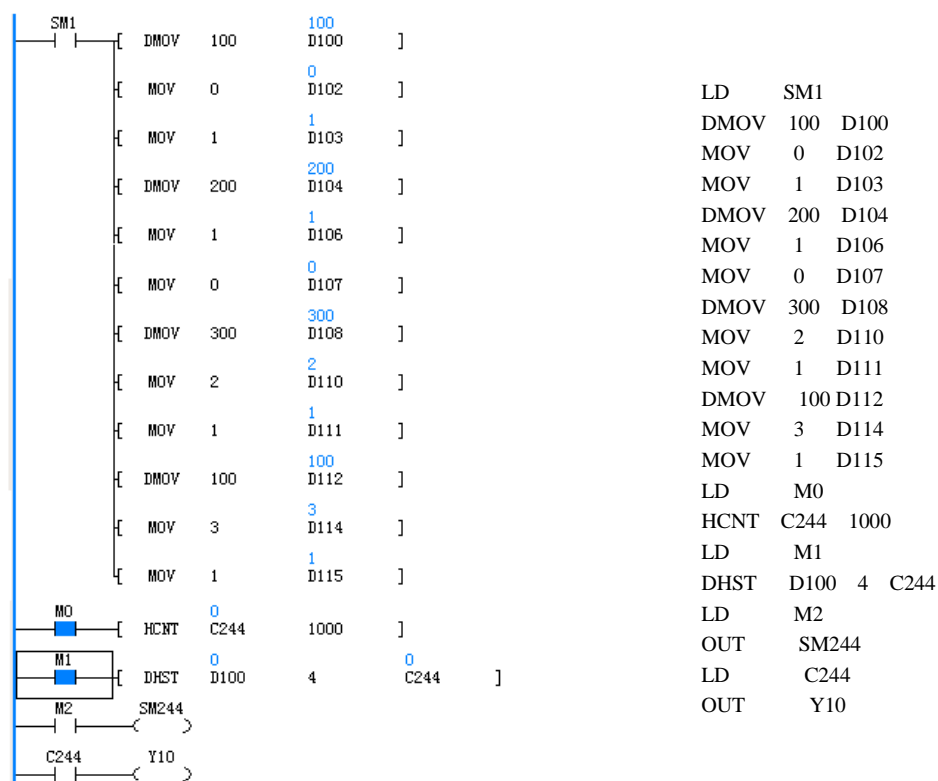 SM1
100
[ DMOV 100 D100 ]
0
[ MOV 0 D102 ]
1
[ MOV 1 D103 ]
200
[ DMOV 200 D104 ]
1
[ MOV 1 D106 ]
0
[ MOV 0 D107 ]
300
[ DMOV 300 D108 ]
2
[ MOV 2 D110 ]
1
[ MOV 1 D111 ]
100
[ DMOV 100 D112 ]
3
[ MOV 3 D114 ]
1
[ MOV 1 D115 ]
M0 0
[ HCNT C244 1000 ]
M1 0 0
[ DHST D100 4 C244 ]
M2 SM244
C244 Y10
LD SM1
DMOV 100 D100
MOV 0 D102
MOV 1 D103
DMOV 200 D104
MOV 1 D106
MOV 0 D107
DMOV 300 D108
MOV 2 D110
MOV 1 D111
DMOV 100 D112
MOV 3 D114
MOV 1 D115
LD M0
HCNT C244 1000
LD M1
DHST D100 4 C244
LD M2
OUT SM244
LD C244
OUT Y10